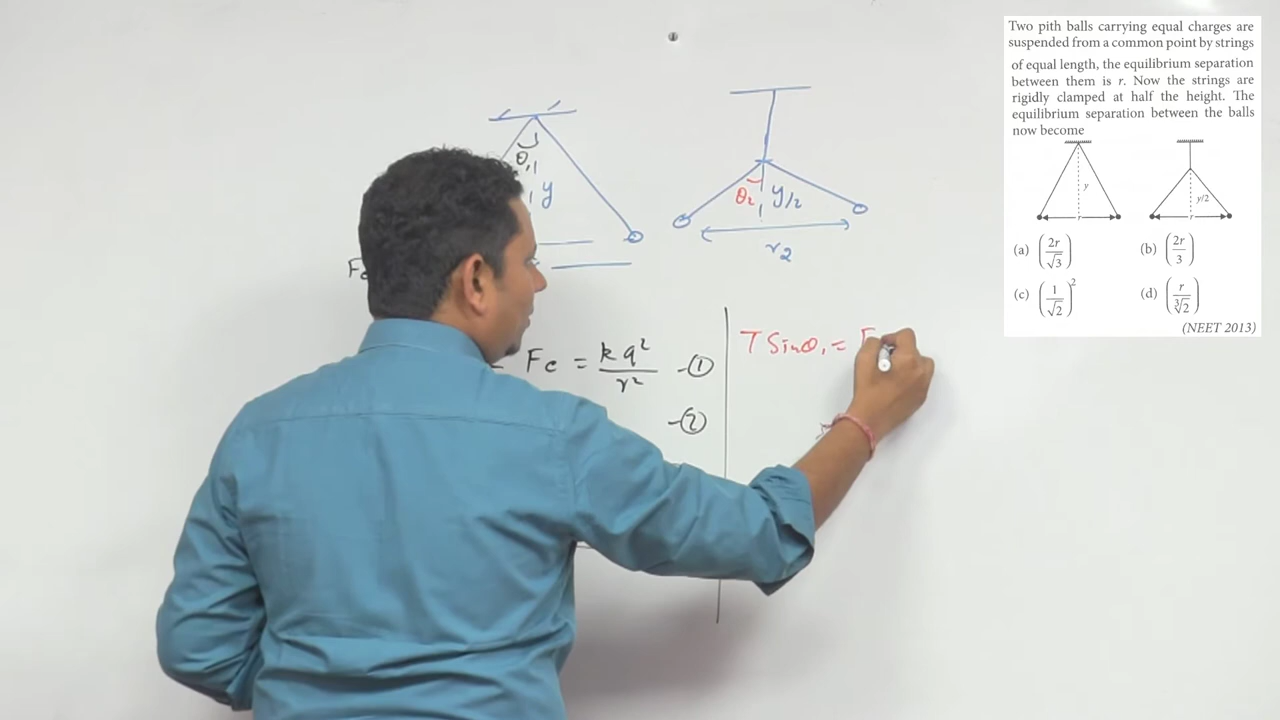 Two pith balls carrying equal charges are
suspended from a common point by strings
of equal length, the equilibrium separation
between them is r. Now the strings are
rigidly clamped at half the height. The
equilibrium separation between the balls
now become
y
y/2
r
r
(a) (2r/√3)
(b) (2r/3)
(c) (1/√2)²
(d) (r/∛2)
(NEET 2013)
θ₁
y
θ₂
y/2
r₂
Fe = kq²/r² -①
-②
T Sinθ₁ =